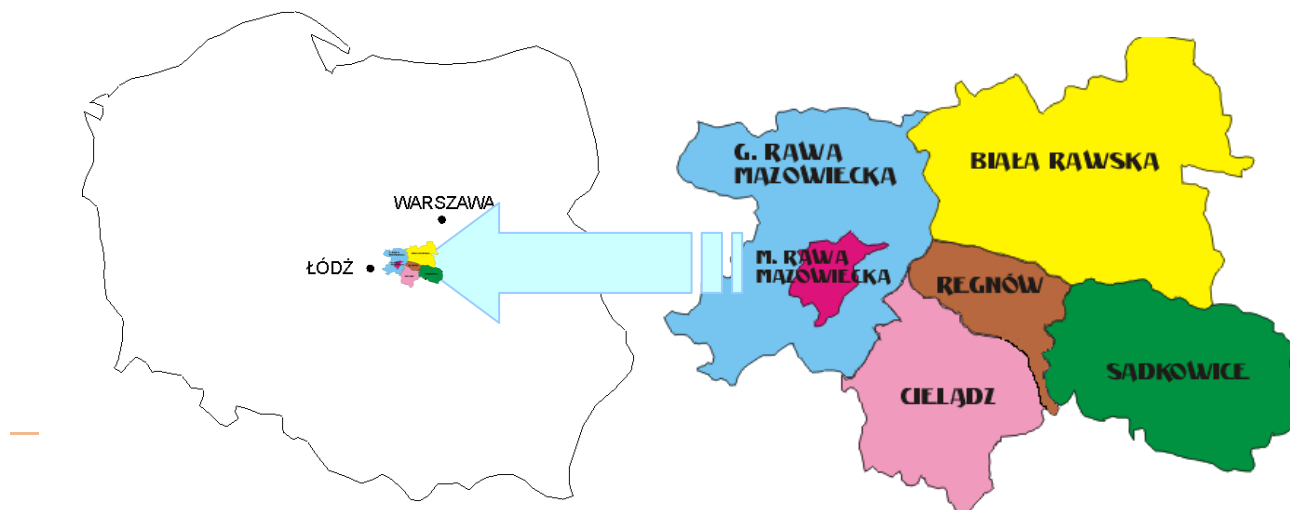 WARSZAWA
ŁÓDŹ
G. RAWA
MAZOWIECKA
BIAŁA RAWSKA
M. RAWA
MAZOWIECKA
REGNÓW
SADKOWICE
CIELĄDZ